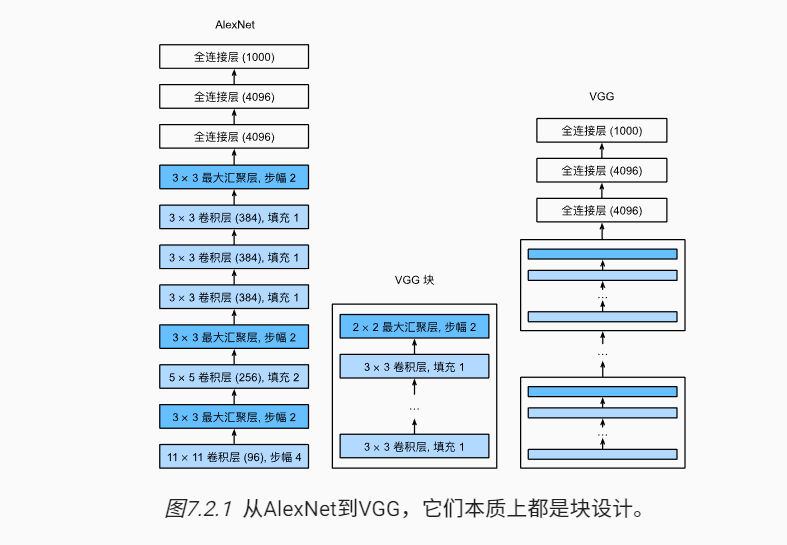 AlexNet
全连接层 (1000)
全连接层 (4096)
全连接层 (4096)
3 × 3 最大汇聚层, 步幅 2
3 × 3 卷积层 (384), 填充 1
3 × 3 卷积层 (384), 填充 1
3 × 3 卷积层 (384), 填充 1
3 × 3 最大汇聚层, 步幅 2
5 × 5 卷积层 (256), 填充 2
3 × 3 最大汇聚层, 步幅 2
11 × 11 卷积层 (96), 步幅 4
VGG 块
2 × 2 最大汇聚层, 步幅 2
3 × 3 卷积层, 填充 1
...
3 × 3 卷积层, 填充 1
VGG
全连接层 (1000)
全连接层 (4096)
全连接层 (4096)
...
...
...
图7.2.1 从AlexNet到VGG，它们本质上都是块设计。